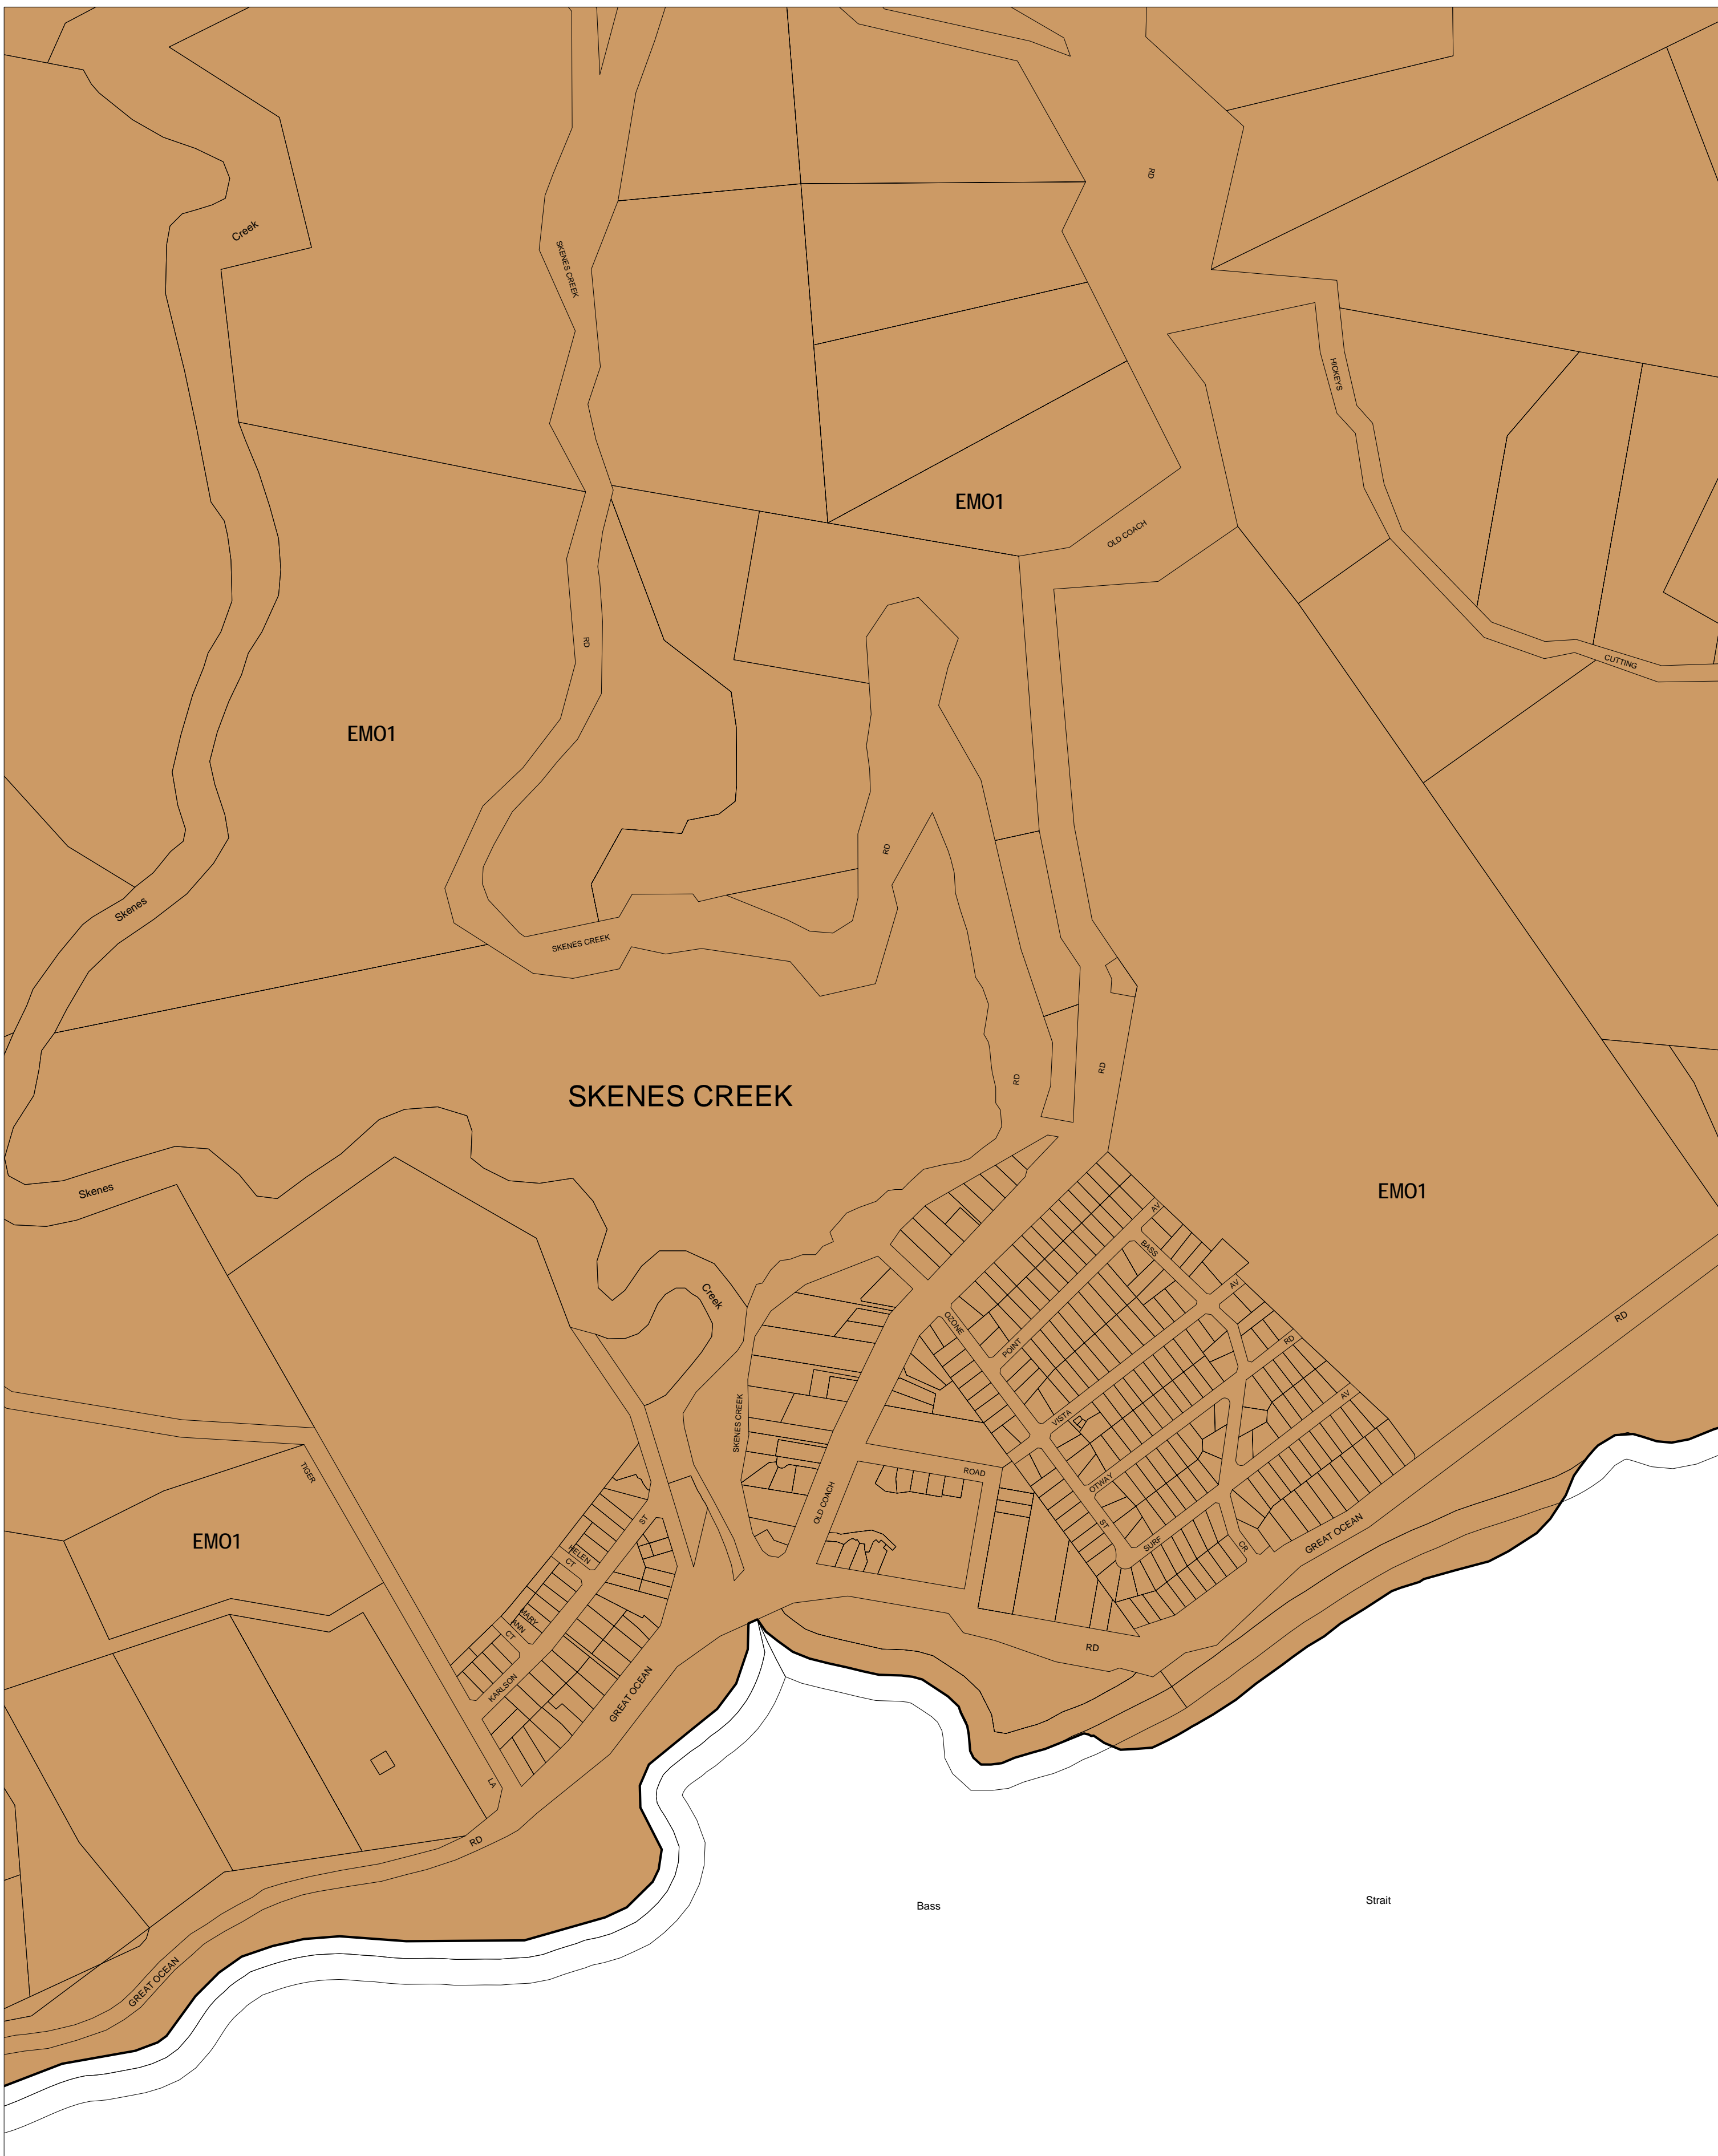 RD
Creek
SKENES CREEK
HICKEYS
EMO1
OLD COACH
RD
CUTTING
EMO1
RD
Skenes
SKENES CREEK
RD
RD
SKENES CREEK
Skenes
EMO1
AV
BASS
AV
Creek
RD
OZONE
RD
POINT
AV
SKENES CREEK
VISTA
TIGER
ROAD
OTWAY
OLD COACH
ST
ST
EMO1
SURF
CR
GREAT OCEAN
HELEN
CT
MARY
ANN
CT
RD
KARLSON
GREAT OCEAN
LA
RD
Bass
Strait
GREAT OCEAN